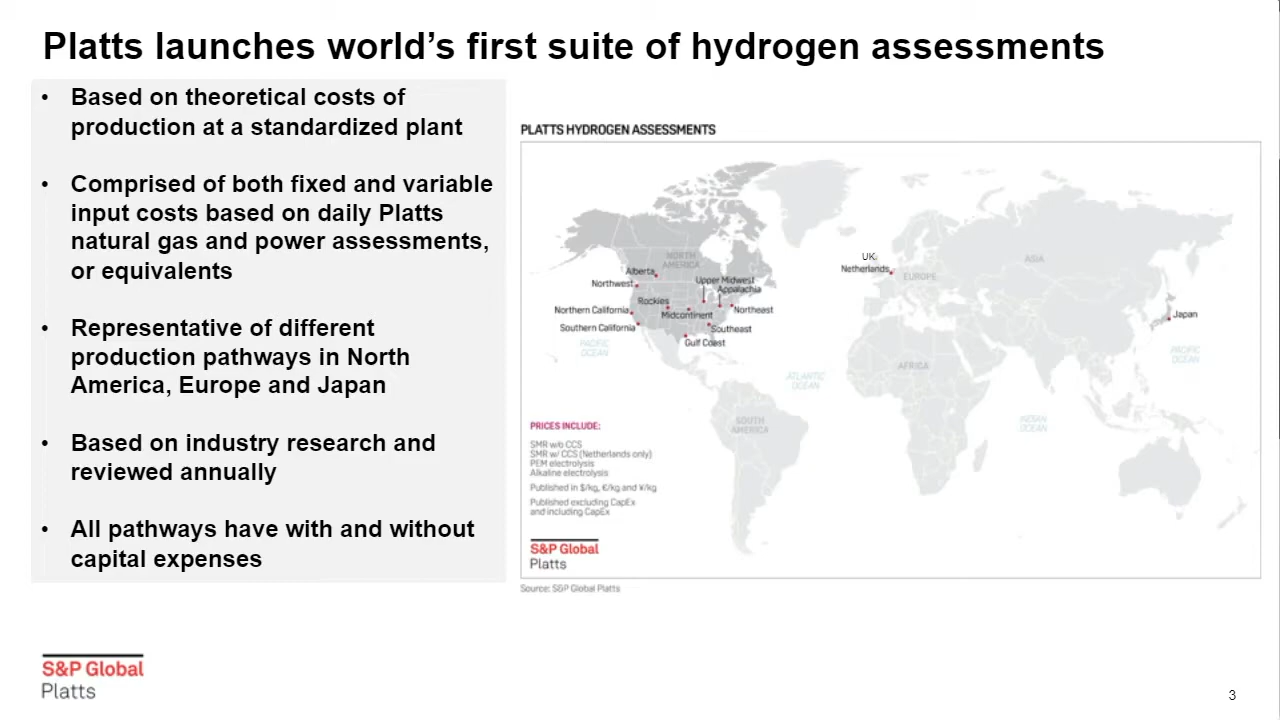 Platts launches world's first suite of hydrogen assessments
• Based on theoretical costs of
production at a standardized plant
• Comprised of both fixed and variable
input costs based on daily Platts
natural gas and power assessments,
or equivalents
• Representative of different
production pathways in North
America, Europe and Japan
• Based on industry research and
reviewed annually
• All pathways have with and without
capital expenses
PLATTS HYDROGEN ASSESSMENTS
NORTH
AMERICA
Alberta
Northwest
Upper Midwest
Appalachia
Rockies
Northern California
Midcontinent
Northeast
Southern California
Southeast
Gulf Coast
PACIFIC
OCEAN
ATLANTIC
OCEAN
SOUTH
AMERICA
UK
Netherlands
EUROPE
ASIA
Japan
PACIFIC
OCEAN
AFRICA
INDIAN
OCEAN
PRICES INCLUDE:
SMR w/o CCS
SMR w/ CCS (Netherlands only)
PEM electrolysis
Alkaline electrolysis
Published in $/kg, €/kg and ¥/kg
Published excluding CapEx
and including CapEx
S&P Global
Platts
Source: S&P Global Platts
S&P Global
Platts
3